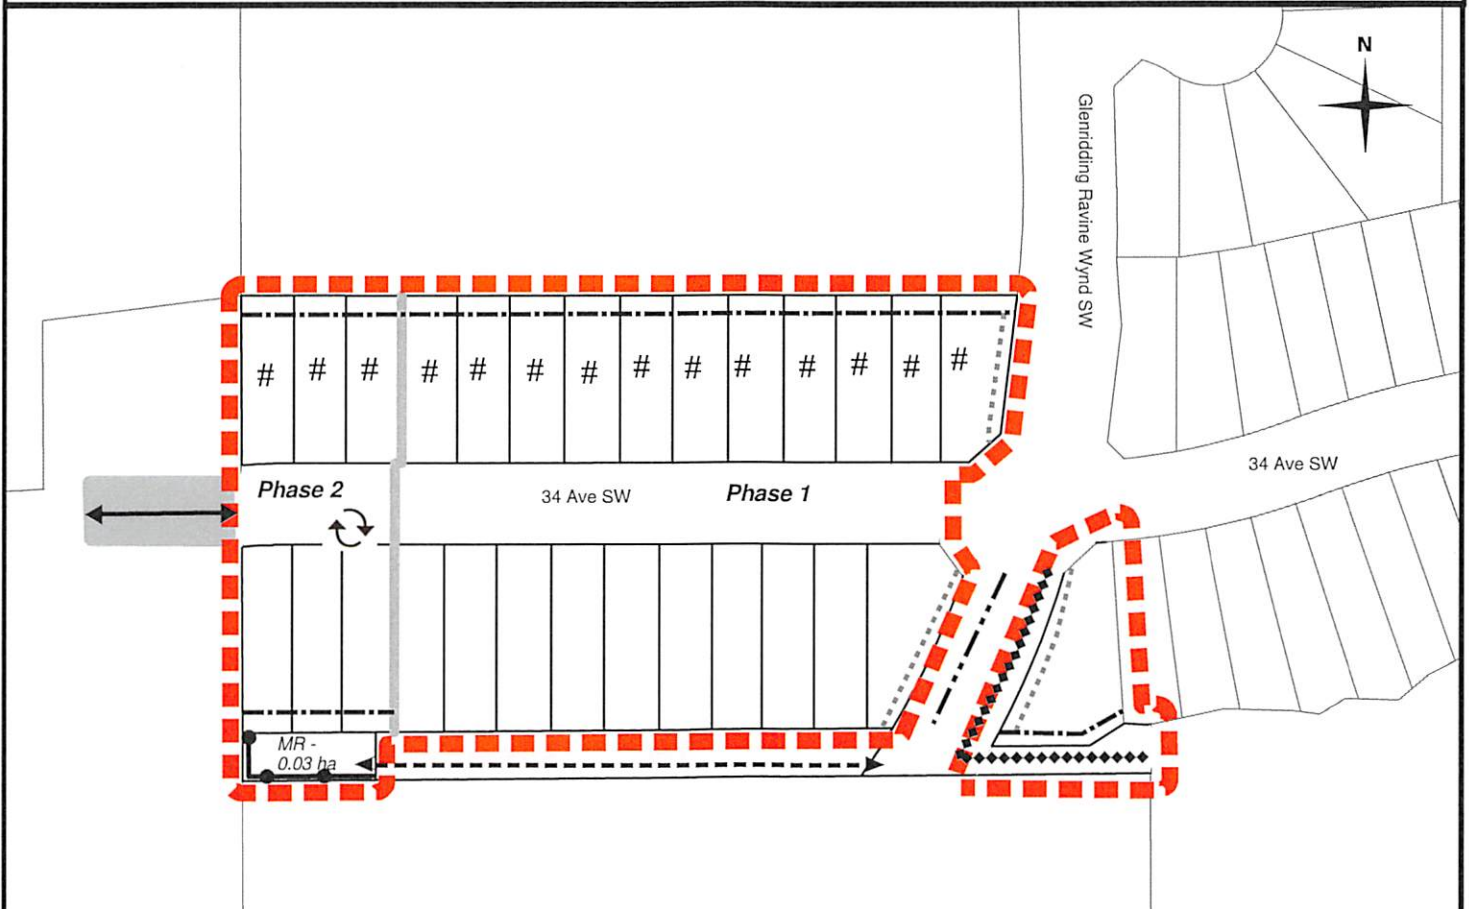 N
Glenridding Ravine Wynd SW
# # # # # # # # # # # # # #
34 Ave SW
Phase 2
34 Ave SW
Phase 1
MR -
0.03 ha